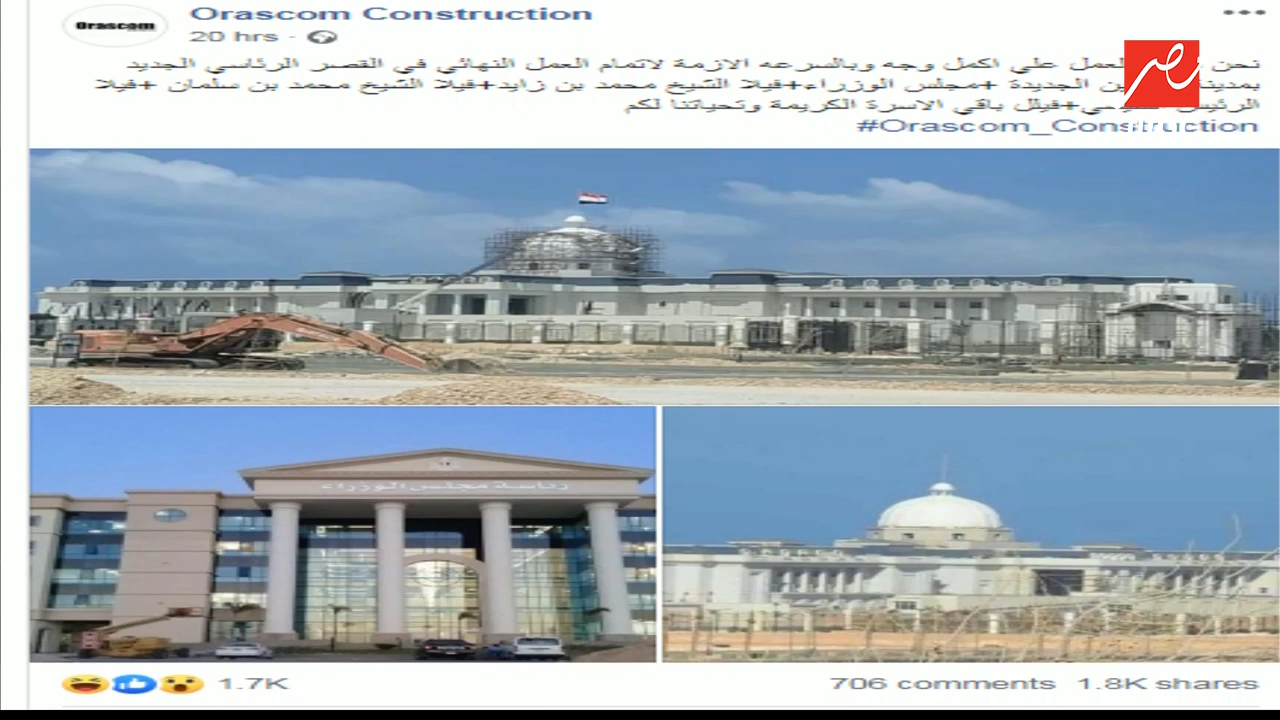 Orascom
Orascom Construction
20 hrs ·
نحن العمل علي اكمل وجه وبالسرعه الازمة لاتمام العمل النهائي في القصر الرئاسي الجديد
الجديدة +مجلس الوزراء+فيلا الشيخ محمد بن زايد+فيلا الشيخ محمد بن سلمان +فيلا
+فيلل باقي الاسرة الكريمة وتحياتنا لكم
#Orascom_Construction
مصر
رئاسة مجلس الوزراء
1.7K
706 comments 1.8K shares